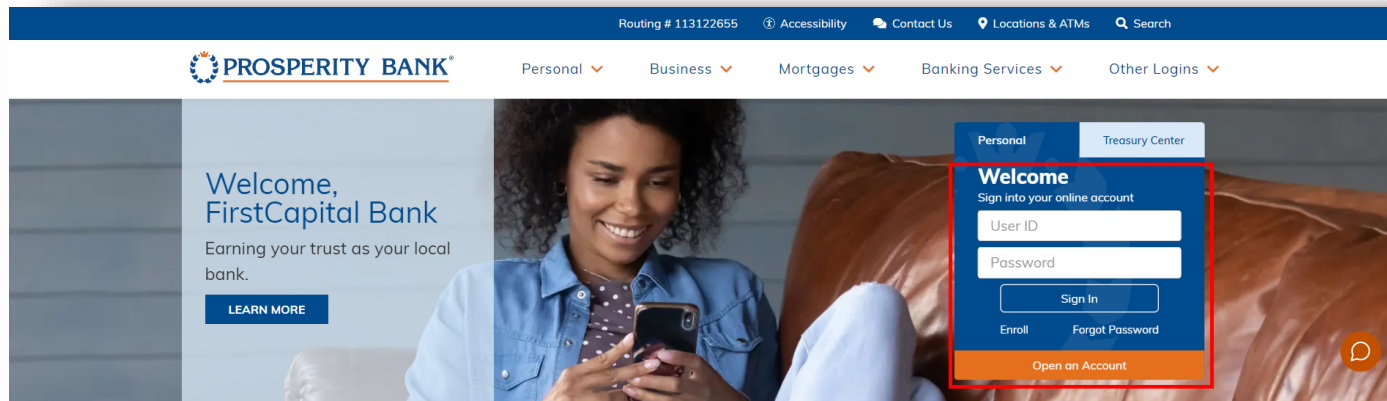 Routing # 113122655 Accessibility Contact Us Locations & ATMs Search
PROSPERITY BANK® Personal Business Mortgages Banking Services Other Logins
Personal Treasury Center
Welcome,
FirstCapital Bank
Earning your trust as your local
bank.
LEARN MORE
Welcome
Sign into your online account
User ID
Password
Sign In
Enroll Forgot Password
Open an Account